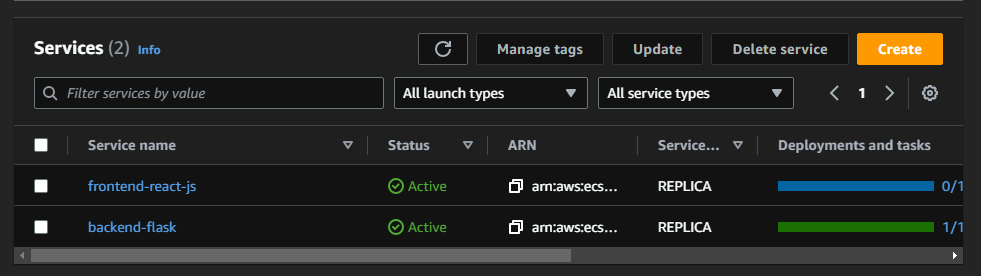 Services (2) Info Manage tags Update Delete service Create
Filter services by value All launch types All service types 1
Service name Status ARN Service... Deployments and tasks
frontend-react-js Active arn:aws:ecs... REPLICA 0/1
backend-flask Active arn:aws:ecs... REPLICA 1/1